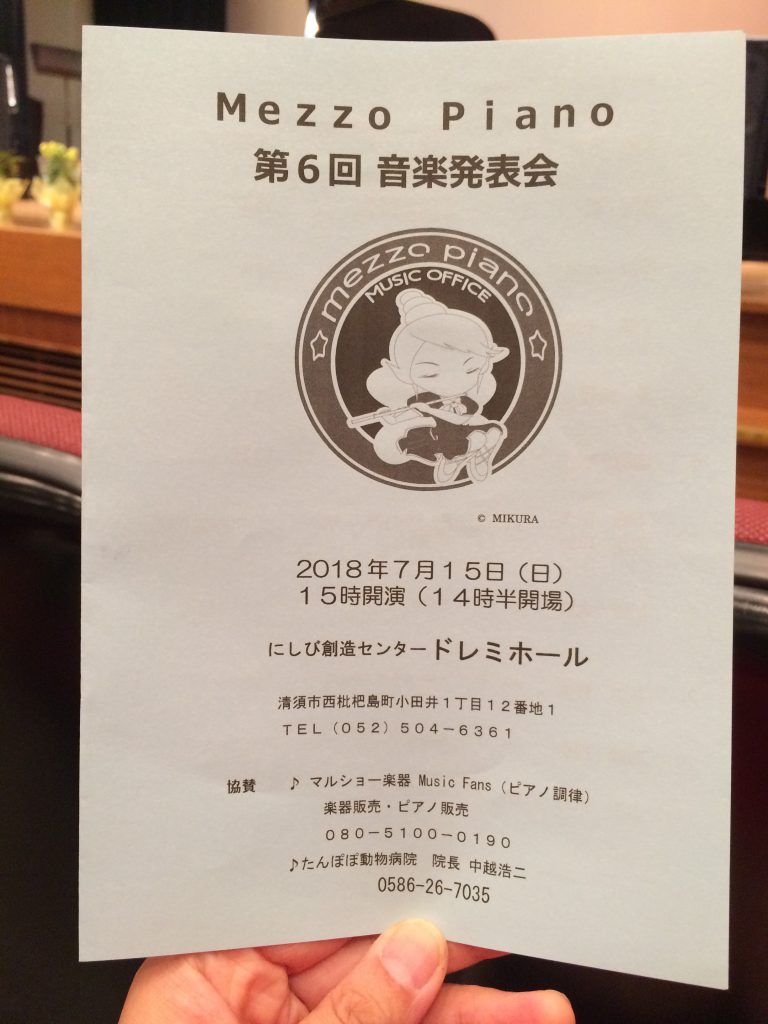 Mezzo Piano
第6回 音楽発表会
mezzo piano
MUSIC OFFICE
© MIKURA
2018年7月15日（日）
15時開演（14時半開場）
にしび創造センタードレミホール
清須市西枇杷島町小田井1丁目12番地1
TEL（052）504－6361
協賛 ♪ マルショー楽器 Music Fans（ピアノ調律）
楽器販売・ピアノ販売
080－5100－0190
♪たんぽぽ動物病院 院長 中越浩二
0586-26-7035